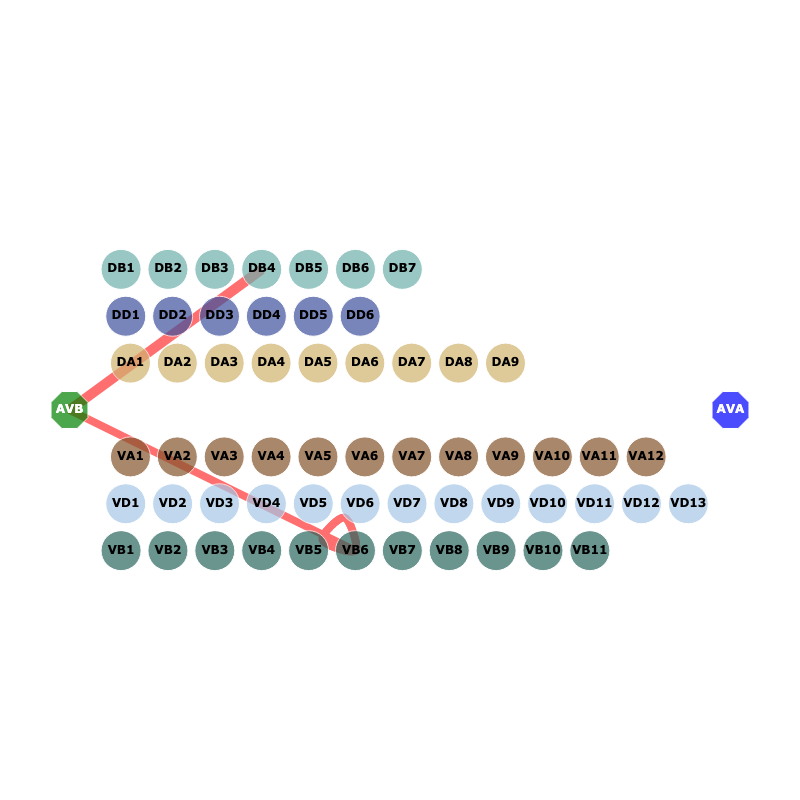 DB1 DB2 DB3 DB4 DB5 DB6 DB7
DD1 DD2 DD3 DD4 DD5 DD6
DA1 DA2 DA3 DA4 DA5 DA6 DA7 DA8 DA9
AVB AVA
VA1 VA2 VA3 VA4 VA5 VA6 VA7 VA8 VA9 VA10 VA11 VA12
VD1 VD2 VD3 VD4 VD5 VD6 VD7 VD8 VD9 VD10 VD11 VD12 VD13
VB1 VB2 VB3 VB4 VB5 VB6 VB7 VB8 VB9 VB10 VB11